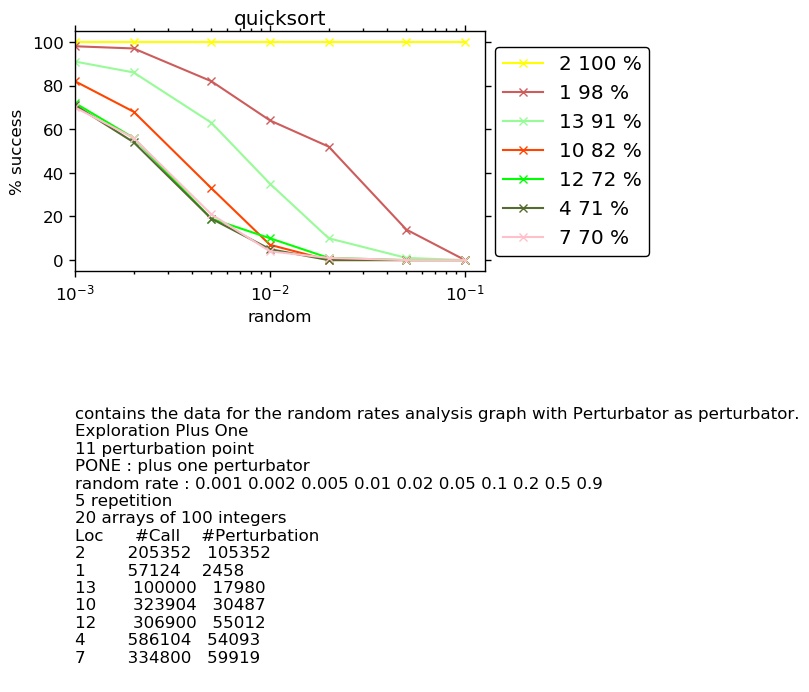 quicksort
100
80
60
40
20
0
% success
10⁻³
10⁻²
10⁻¹
random
2 100 %
1 98 %
13 91 %
10 82 %
12 72 %
4 71 %
7 70 %
contains the data for the random rates analysis graph with Perturbator as perturbator.
Exploration Plus One
11 perturbation point
PONE : plus one perturbator
random rate : 0.001 0.002 0.005 0.01 0.02 0.05 0.1 0.2 0.5 0.9
5 repetition
20 arrays of 100 integers
Loc #Call #Perturbation
2 205352 105352
1 57124 2458
13 100000 17980
10 323904 30487
12 306900 55012
4 586104 54093
7 334800 59919